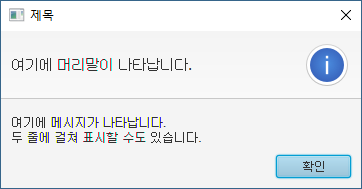 제목
여기에 머리말이 나타납니다.
여기에 메시지가 나타납니다.
두 줄에 걸쳐 표시할 수도 있습니다.
확인